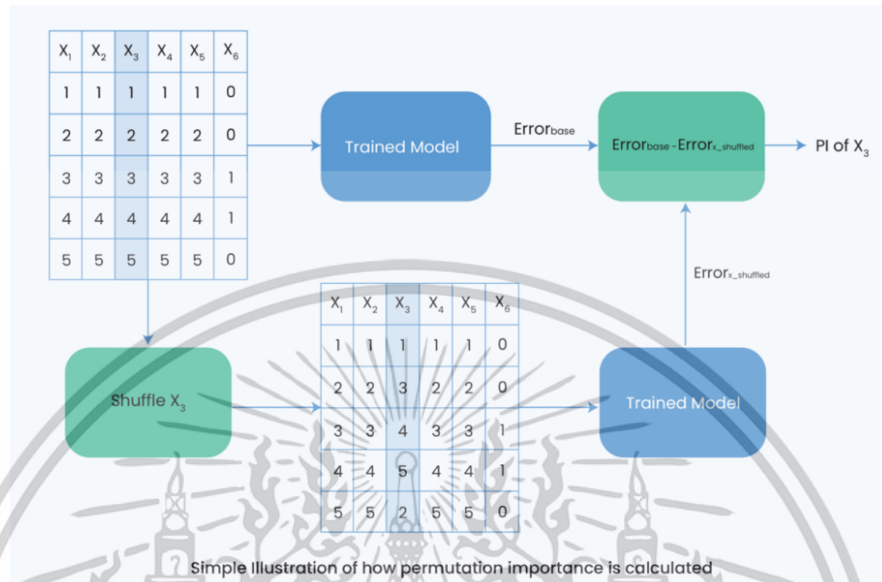 X₁ X₂ X₃ X₄ X₅ X₆
1 1 1 1 1 0
2 2 2 2 2 0
3 3 3 3 3 1
4 4 4 4 4 1
5 5 5 5 5 0
Trained Model
Error_base
Error_base - Error_x_shuffled
PI of X₃
Error_x_shuffled
Shuffle X₃
X₁ X₂ X₃ X₄ X₅ X₆
1 1 1 1 1 0
2 2 3 2 2 0
3 3 4 3 3 1
4 4 5 4 4 1
5 5 2 5 5 0
Trained Model
Simple Illustration of how permutation importance is calculated